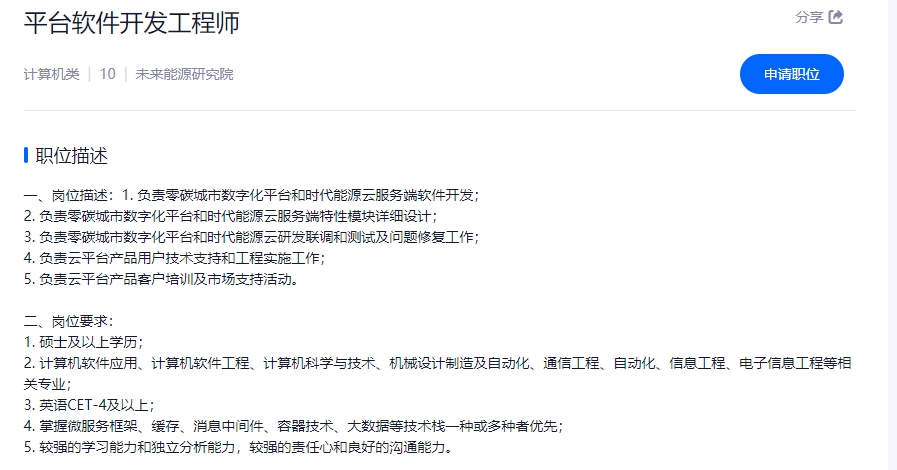 平台软件开发工程师
分享
计算机类 | 10 | 未来能源研究院
申请职位
职位描述
一、岗位描述：1. 负责零碳城市数字化平台和时代能源云服务端软件开发；
2. 负责零碳城市数字化平台和时代能源云服务端特性模块详细设计；
3. 负责零碳城市数字化平台和时代能源云研发联调和测试及问题修复工作；
4. 负责云平台产品用户技术支持和工程实施工作；
5. 负责云平台产品客户培训及市场支持活动。
二、岗位要求：
1. 硕士及以上学历；
2. 计算机软件应用、计算机软件工程、计算机科学与技术、机械设计制造及自动化、通信工程、自动化、信息工程、电子信息工程等相
关专业；
3. 英语CET-4及以上；
4. 掌握微服务框架、缓存、消息中间件、容器技术、大数据等技术栈一种或多种者优先；
5. 较强的学习能力和独立分析能力，较强的责任心和良好的沟通能力。